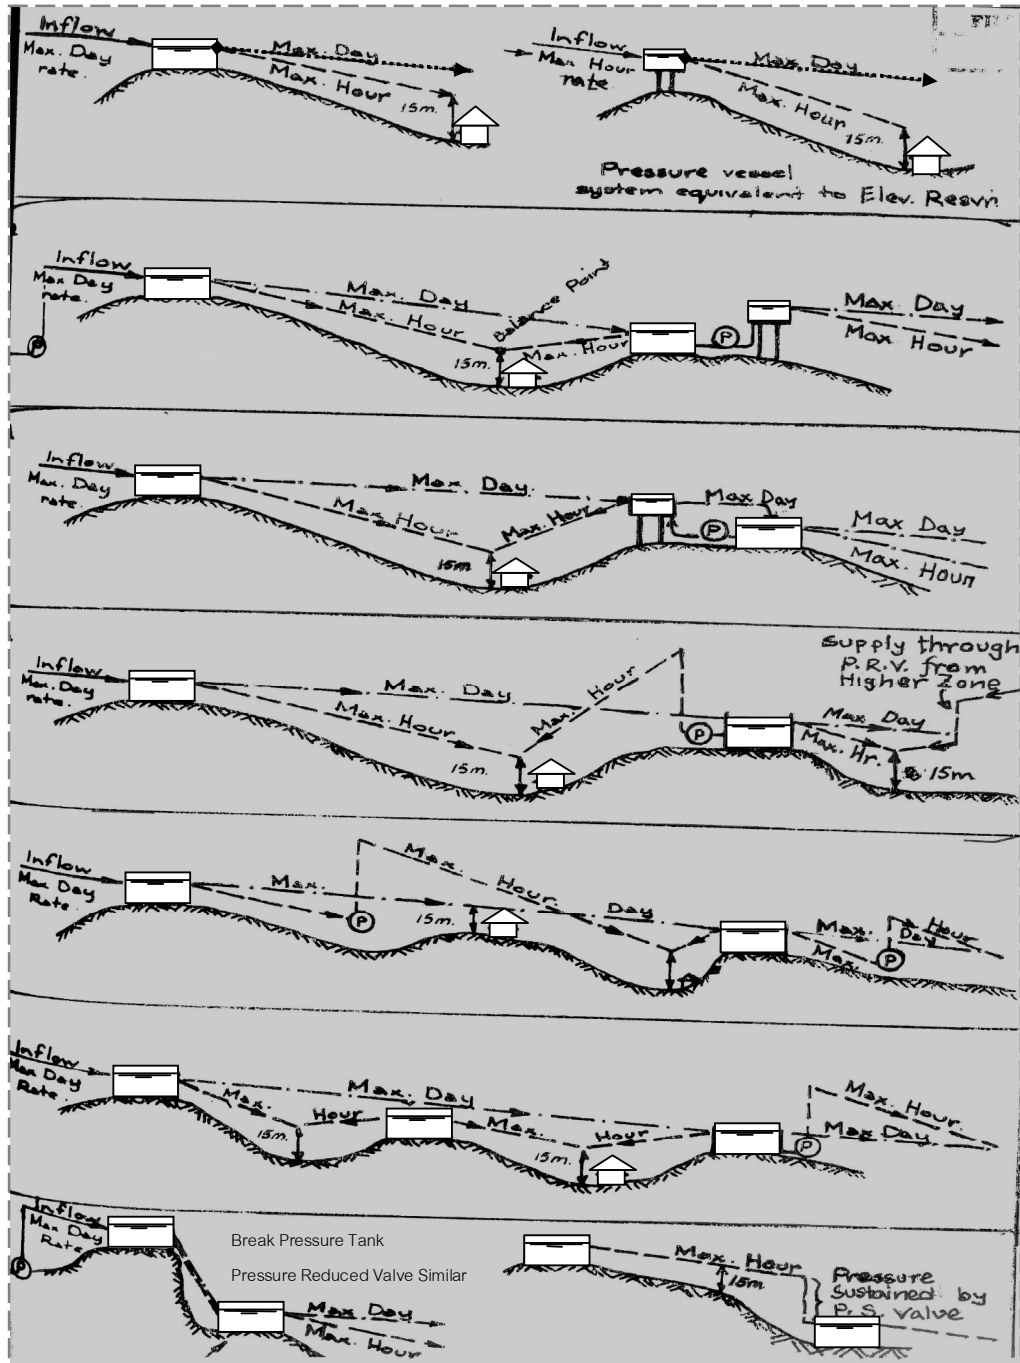 Inflow
Max. Day
rate.
Max. Day
Max. Hour
15m.
Inflow
Max Hour
rate.
Max. Day
Max. Hour
15m.
Pressure vessel
system equivalent to Elev. Resvr.
Inflow
Max Day
rate.
P
Max. Day
Max. Hour
Balance Point
Max. Hour
15m.
P
Max. Day
Max. Hour
Inflow
Max. Day
rate.
Max. Day
Max. Hour
Max. Hour
15m.
Max Day
P
Max Day
Max. Hour
Inflow
Max. Day
rate.
Max. Day
Max. Hour
Max. Hour
15m.
P
Supply through
P.R.V. from
Higher Zone
Max Day
Max. Hr.
15m
Inflow
Max Day
Rate.
Max. Day
Max. Hour
P
15m.
Max. Day
Max. Hour
P
Inflow
Max Day
Rate.
Max. Day
Max. Hour
15m.
Max. Hour
15m.
P
Max. Hour
Max Day
Inflow
Max Day
Rate
P
Break Pressure Tank
Pressure Reduced Valve Similar
Max Day
Max. Hour
Max. Hour
15m.
Pressure
Sustained by
P.S. valve